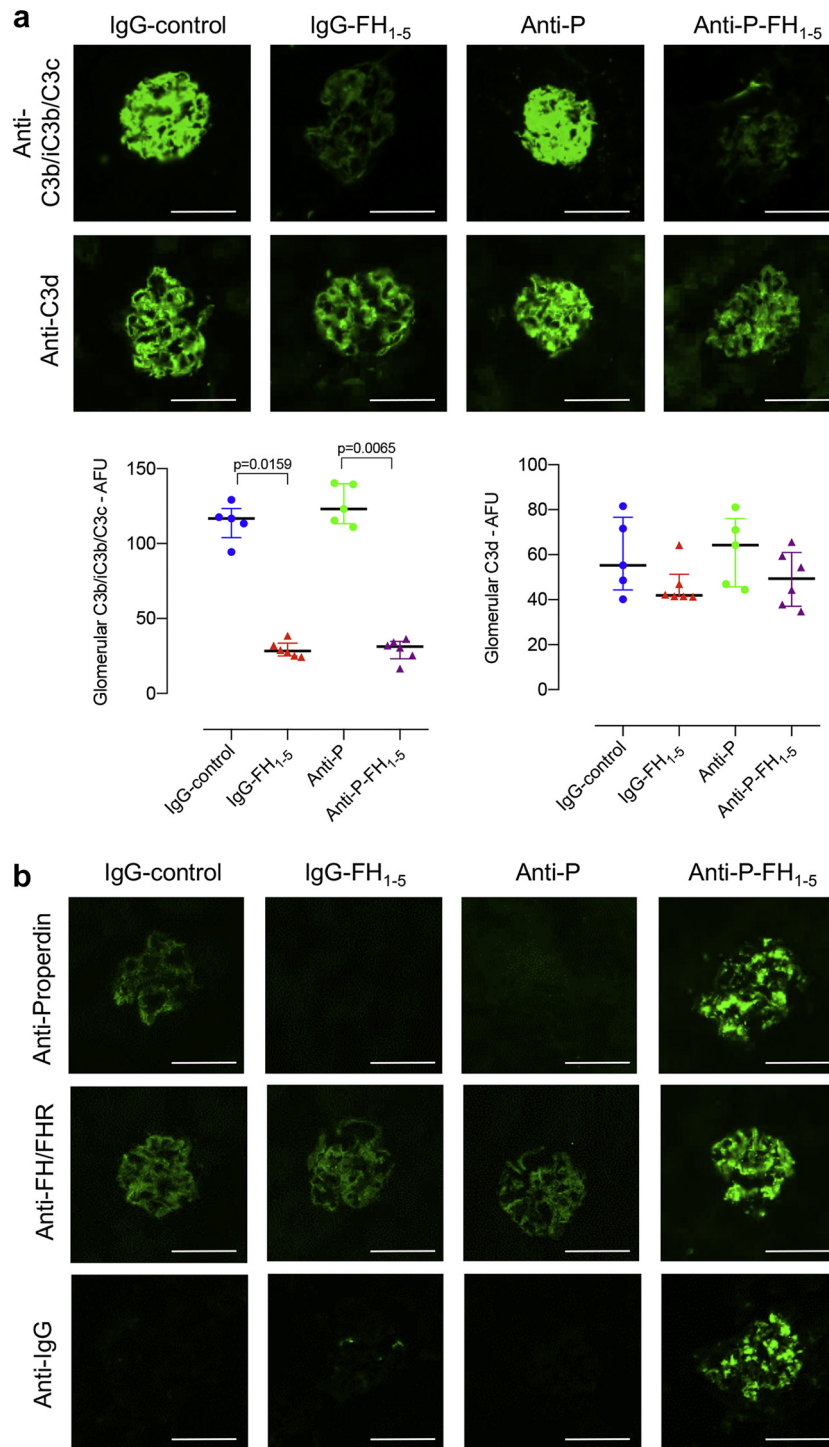 a
IgG-control IgG-FH1-5 Anti-P Anti-P-FH1-5
Anti-
C3b/iC3b/C3c
Anti-C3d
Glomerular C3b/iC3b/C3c - AFU
150
100
50
0
p=0.0159
p=0.0065
IgG-control
IgG-FH1-5
Anti-P
Anti-P-FH1-5
Glomerular C3d - AFU
100
80
60
40
20
0
IgG-control
IgG-FH1-5
Anti-P
Anti-P-FH1-5
b
IgG-control IgG-FH1-5 Anti-P Anti-P-FH1-5
Anti-Properdin
Anti-FH/FHR
Anti-IgG